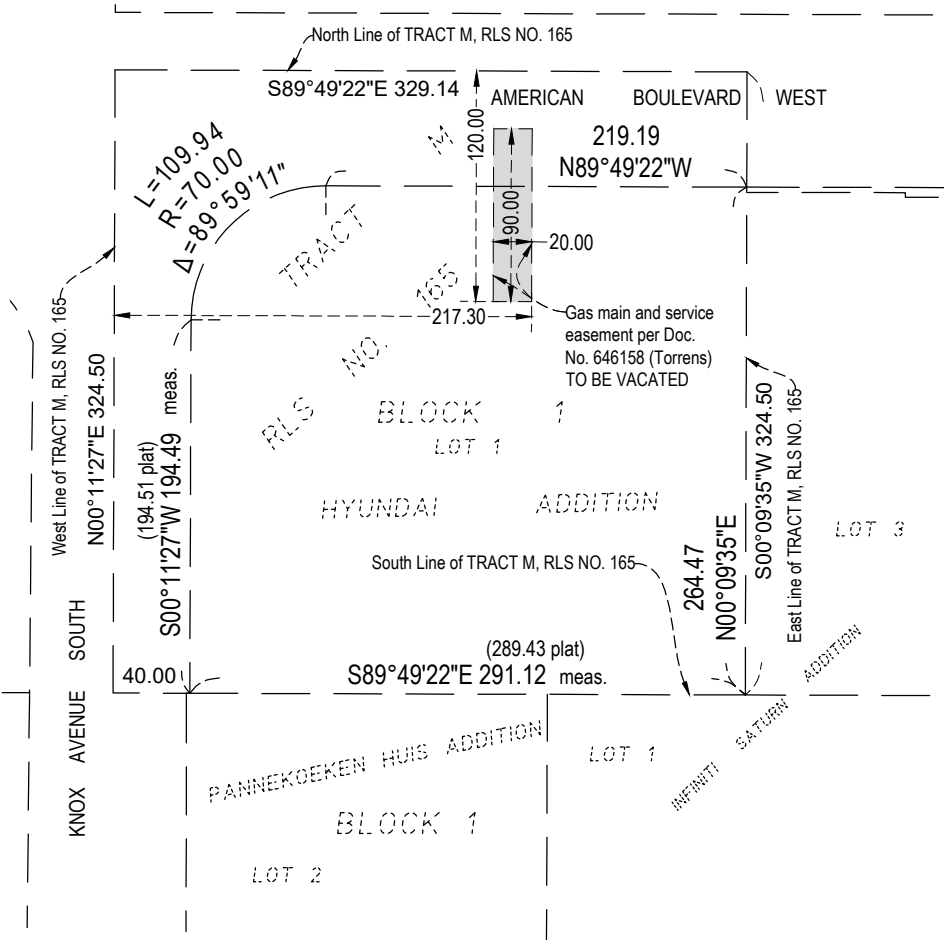 North Line of TRACT M, RLS NO. 165
S89°49'22"E 329.14
AMERICAN BOULEVARD WEST
120.00
219.19
N89°49'22"W
L=109.94
R=70.00
Δ=89°59'11"
90.00
20.00
TRACT M
RLS NO. 165
217.30
Gas main and service
easement per Doc.
No. 646158 (Torrens)
TO BE VACATED
West Line of TRACT M, RLS NO. 165
N00°11'27"E 324.50
(194.51 plat)
S00°11'27"W 194.49 meas.
BLOCK 1
LOT 1
HYUNDAI ADDITION
South Line of TRACT M, RLS NO. 165
264.47
N00°09'35"E
S00°09'35"W 324.50
East Line of TRACT M, RLS NO. 165
LOT 3
KNOX AVENUE SOUTH
40.00
(289.43 plat)
S89°49'22"E 291.12 meas.
PANNEKOEKEN HUIS ADDITION
BLOCK 1
LOT 2
LOT 1
INFINITI SATURN ADDITION